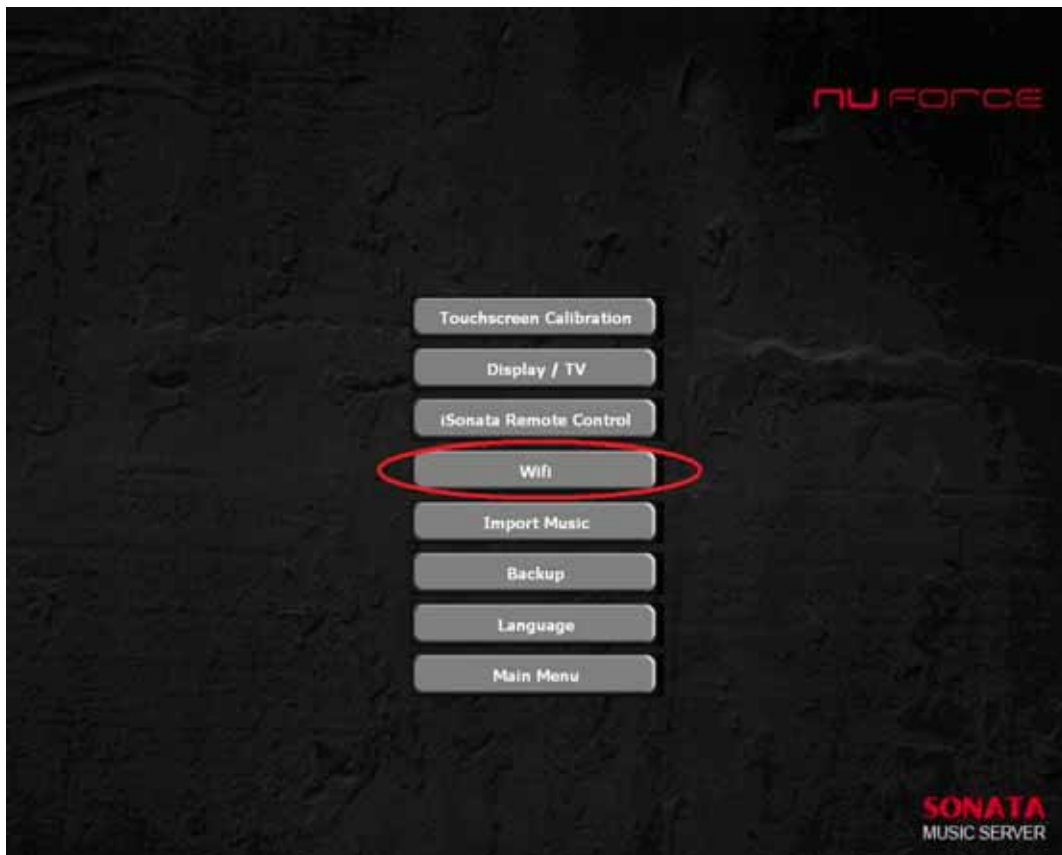 nu force
Touchscreen Calibration
Display / TV
iSonata Remote Control
Wifi
Import Music
Backup
Language
Main Menu
SONATA
MUSIC SERVER